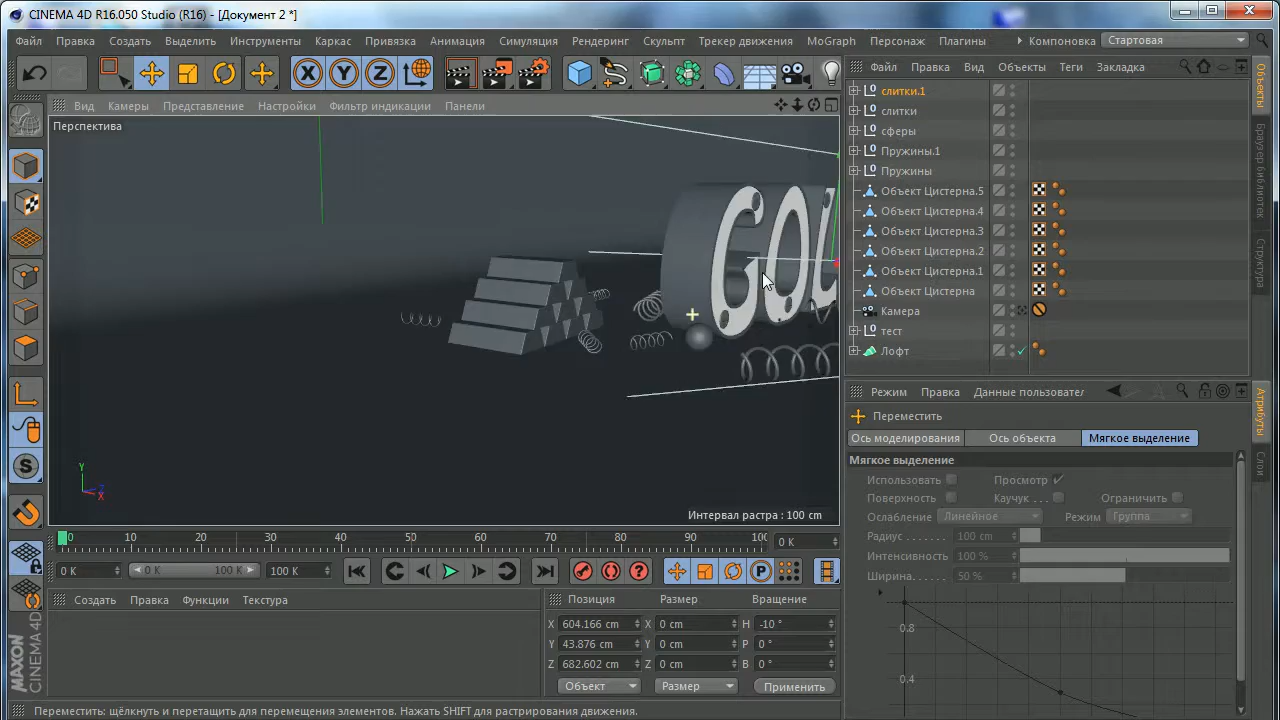 CINEMA 4D R16.050 Studio (R16) - [Документ 2 *]
Файл Правка Создать Выделить Инструменты Каркас Привязка Анимация Симуляция Рендеринг Скульпт Трекер движения MoGraph Персонаж Плагины Компоновка Стартовая
X Y Z
Вид Камеры Представление Настройки Фильтр индикации Панели
Файл Правка Вид Объекты Теги Закладка
Перспектива
слитки.1
слитки
сферы
Пружины.1
Пружины
Объект Цистерна.5
Объект Цистерна.4
Объект Цистерна.3
Объект Цистерна.2
Объект Цистерна.1
Объект Цистерна
Камера
тест
Лофт
Объекты
Браузер библиотек
GOL
Y
X
Z
Интервал растра : 100 cm
Режим Правка Данные пользовател
Переместить
Ось моделирования Ось объекта Мягкое выделение
Мягкое выделение
Использовать Просмотр
Поверхность Каучук . . . Ограничить
Ослабление Линейное Режим Группа
Радиус 100 cm
Интенсивность 100 %
Ширина 50 %
0.8
0.4
Атрибуты
Слои
0 10 20 30 40 50 60 70 80 90 100 0 K
0 K 0 K 100 K 100 K
Создать Правка Функции Текстура
Позиция Размер Вращение
X 604.166 cm X 0 cm H -10 °
Y 43.876 cm Y 0 cm P 0 °
Z 682.602 cm Z 0 cm B 0 °
Объект Размер Применить
MAXON CINEMA 4D
Переместить: щёлкнуть и перетащить для перемещения элементов. Нажать SHIFT для растрирования движения.